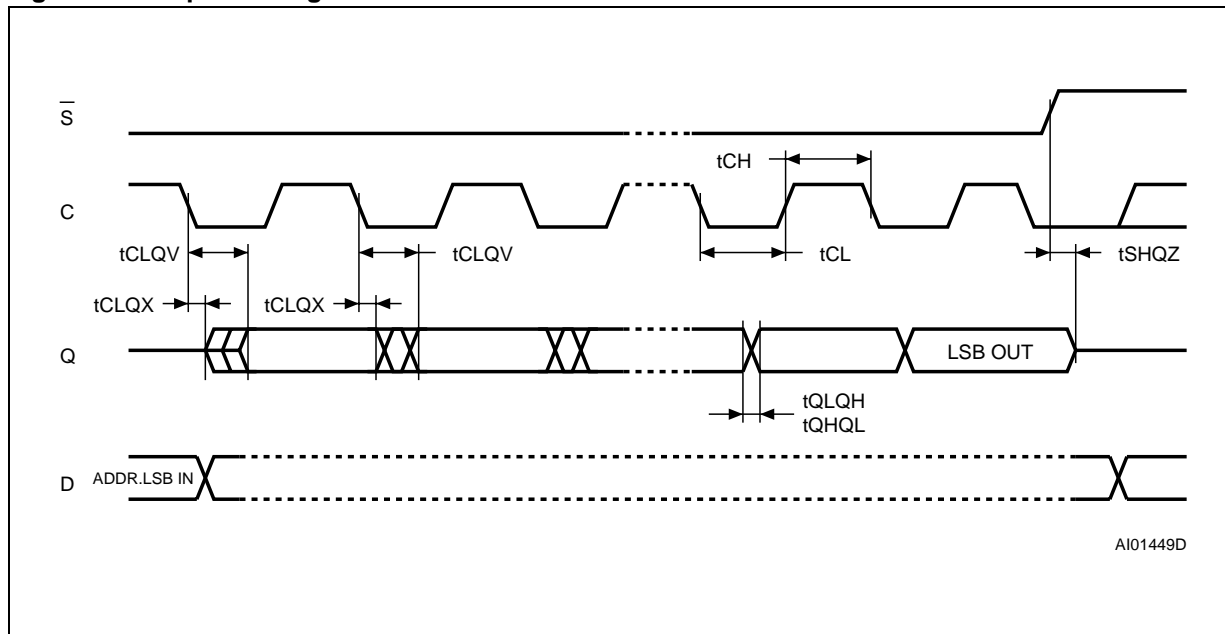 S
tCH
C
tCLQV
tCLQV
tCL
tSHQZ
tCLQX
tCLQX
Q
LSB OUT
tQLQH
tQHQL
D
ADDR.LSB IN
AI01449D